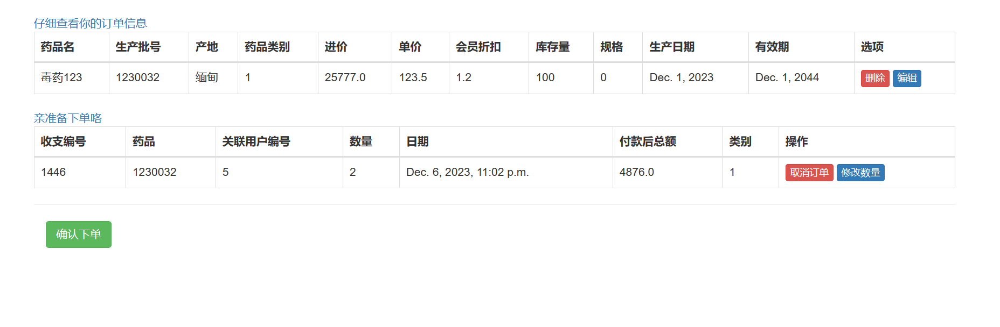 仔细查看你的订单信息
药品名 生产批号 产地 药品类别 进价 单价 会员折扣 库存量 规格 生产日期 有效期 选项
毒药123 1230032 缅甸 1 25777.0 123.5 1.2 100 0 Dec. 1, 2023 Dec. 1, 2044 删除 编辑
亲准备下单咯
收支编号 药品 关联用户编号 数量 日期 付款后总额 类别 操作
1446 1230032 5 2 Dec. 6, 2023, 11:02 p.m. 4876.0 1 取消订单 修改数量
确认下单